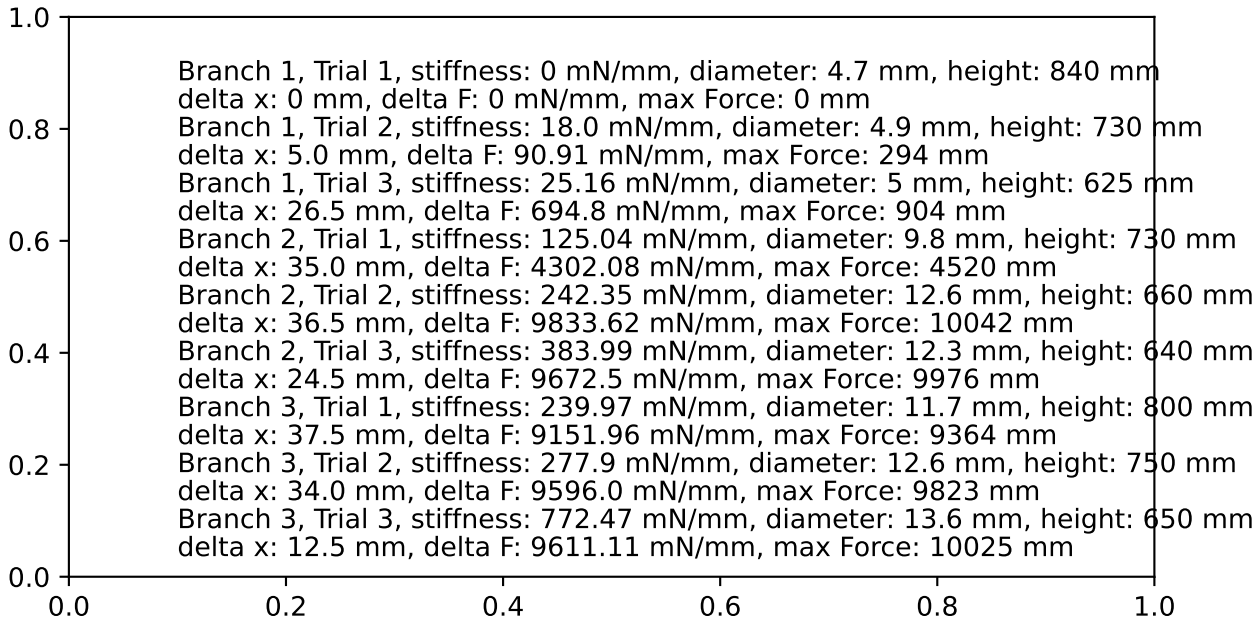 1.0
Branch 1, Trial 1, stiffness: 0 mN/mm, diameter: 4.7 mm, height: 840 mm
delta x: 0 mm, delta F: 0 mN/mm, max Force: 0 mm
0.8
Branch 1, Trial 2, stiffness: 18.0 mN/mm, diameter: 4.9 mm, height: 730 mm
delta x: 5.0 mm, delta F: 90.91 mN/mm, max Force: 294 mm
Branch 1, Trial 3, stiffness: 25.16 mN/mm, diameter: 5 mm, height: 625 mm
delta x: 26.5 mm, delta F: 694.8 mN/mm, max Force: 904 mm
0.6
Branch 2, Trial 1, stiffness: 125.04 mN/mm, diameter: 9.8 mm, height: 730 mm
delta x: 35.0 mm, delta F: 4302.08 mN/mm, max Force: 4520 mm
Branch 2, Trial 2, stiffness: 242.35 mN/mm, diameter: 12.6 mm, height: 660 mm
delta x: 36.5 mm, delta F: 9833.62 mN/mm, max Force: 10042 mm
0.4
Branch 2, Trial 3, stiffness: 383.99 mN/mm, diameter: 12.3 mm, height: 640 mm
delta x: 24.5 mm, delta F: 9672.5 mN/mm, max Force: 9976 mm
Branch 3, Trial 1, stiffness: 239.97 mN/mm, diameter: 11.7 mm, height: 800 mm
delta x: 37.5 mm, delta F: 9151.96 mN/mm, max Force: 9364 mm
0.2
Branch 3, Trial 2, stiffness: 277.9 mN/mm, diameter: 12.6 mm, height: 750 mm
delta x: 34.0 mm, delta F: 9596.0 mN/mm, max Force: 9823 mm
Branch 3, Trial 3, stiffness: 772.47 mN/mm, diameter: 13.6 mm, height: 650 mm
delta x: 12.5 mm, delta F: 9611.11 mN/mm, max Force: 10025 mm
0.0
0.0 0.2 0.4 0.6 0.8 1.0